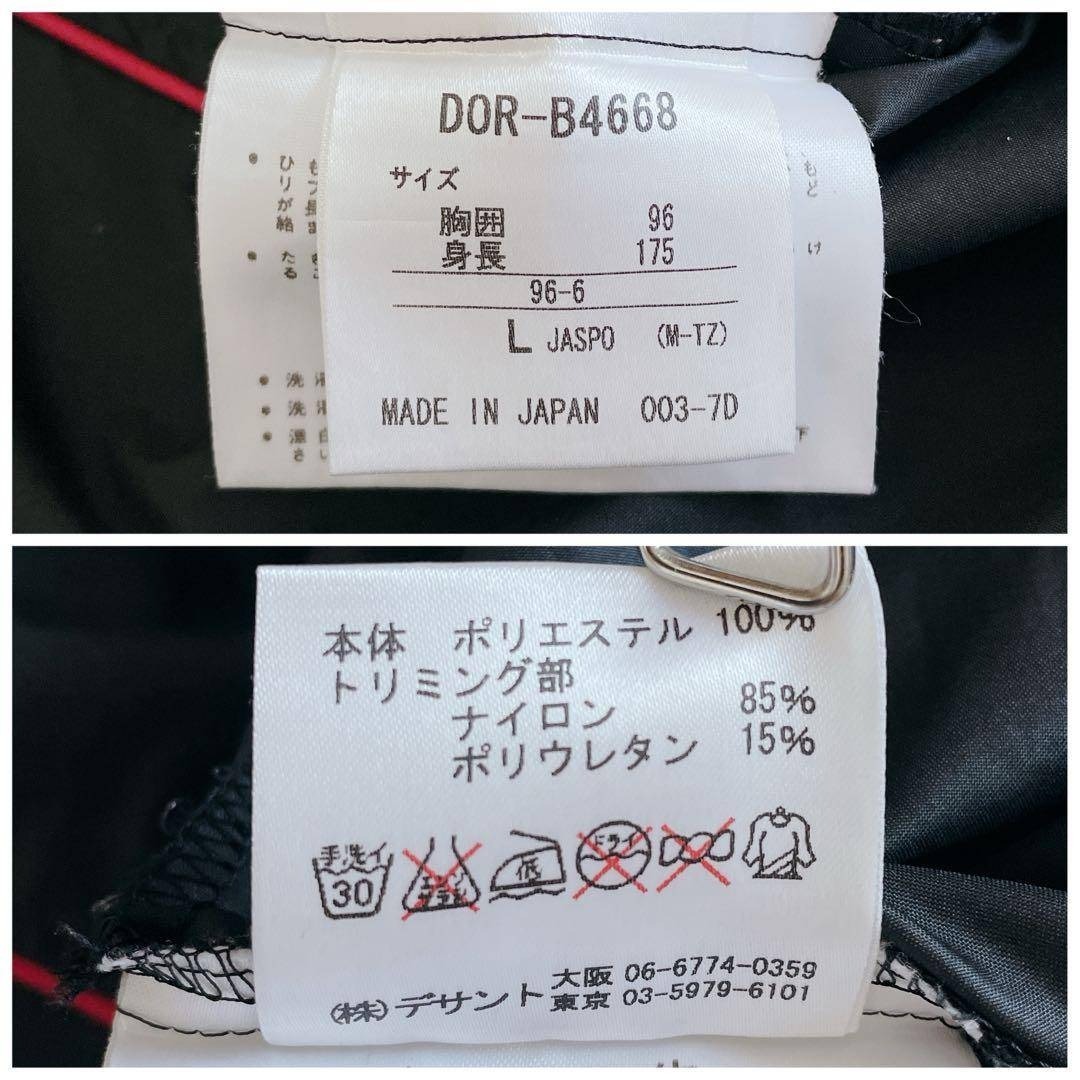 DOR-B4668
サイズ
胸囲 96
身長 175
96-6
L JASPO (M-TZ)
MADE IN JAPAN 003-7D
本体 ポリエステル 100%
トリミング部
ナイロン 85%
ポリウレタン 15%
手洗イ
30
低
ドライ
大阪 06-6774-0359
(株)デサント 東京 03-5979-6101